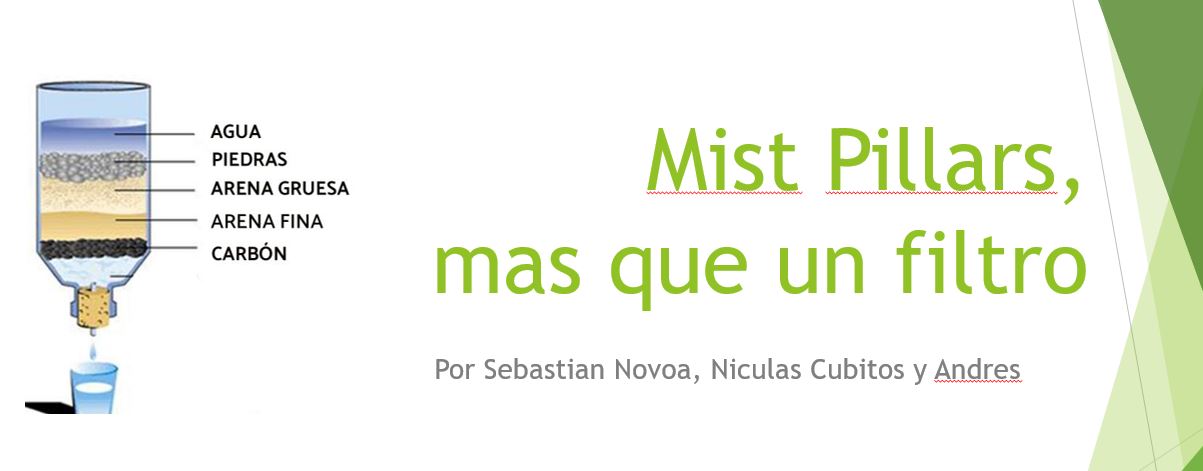 AGUA
PIEDRAS
ARENA GRUESA
ARENA FINA
CARBÓN
Mist Pillars,
mas que un filtro
Por Sebastian Novoa, Niculas Cubitos y Andres